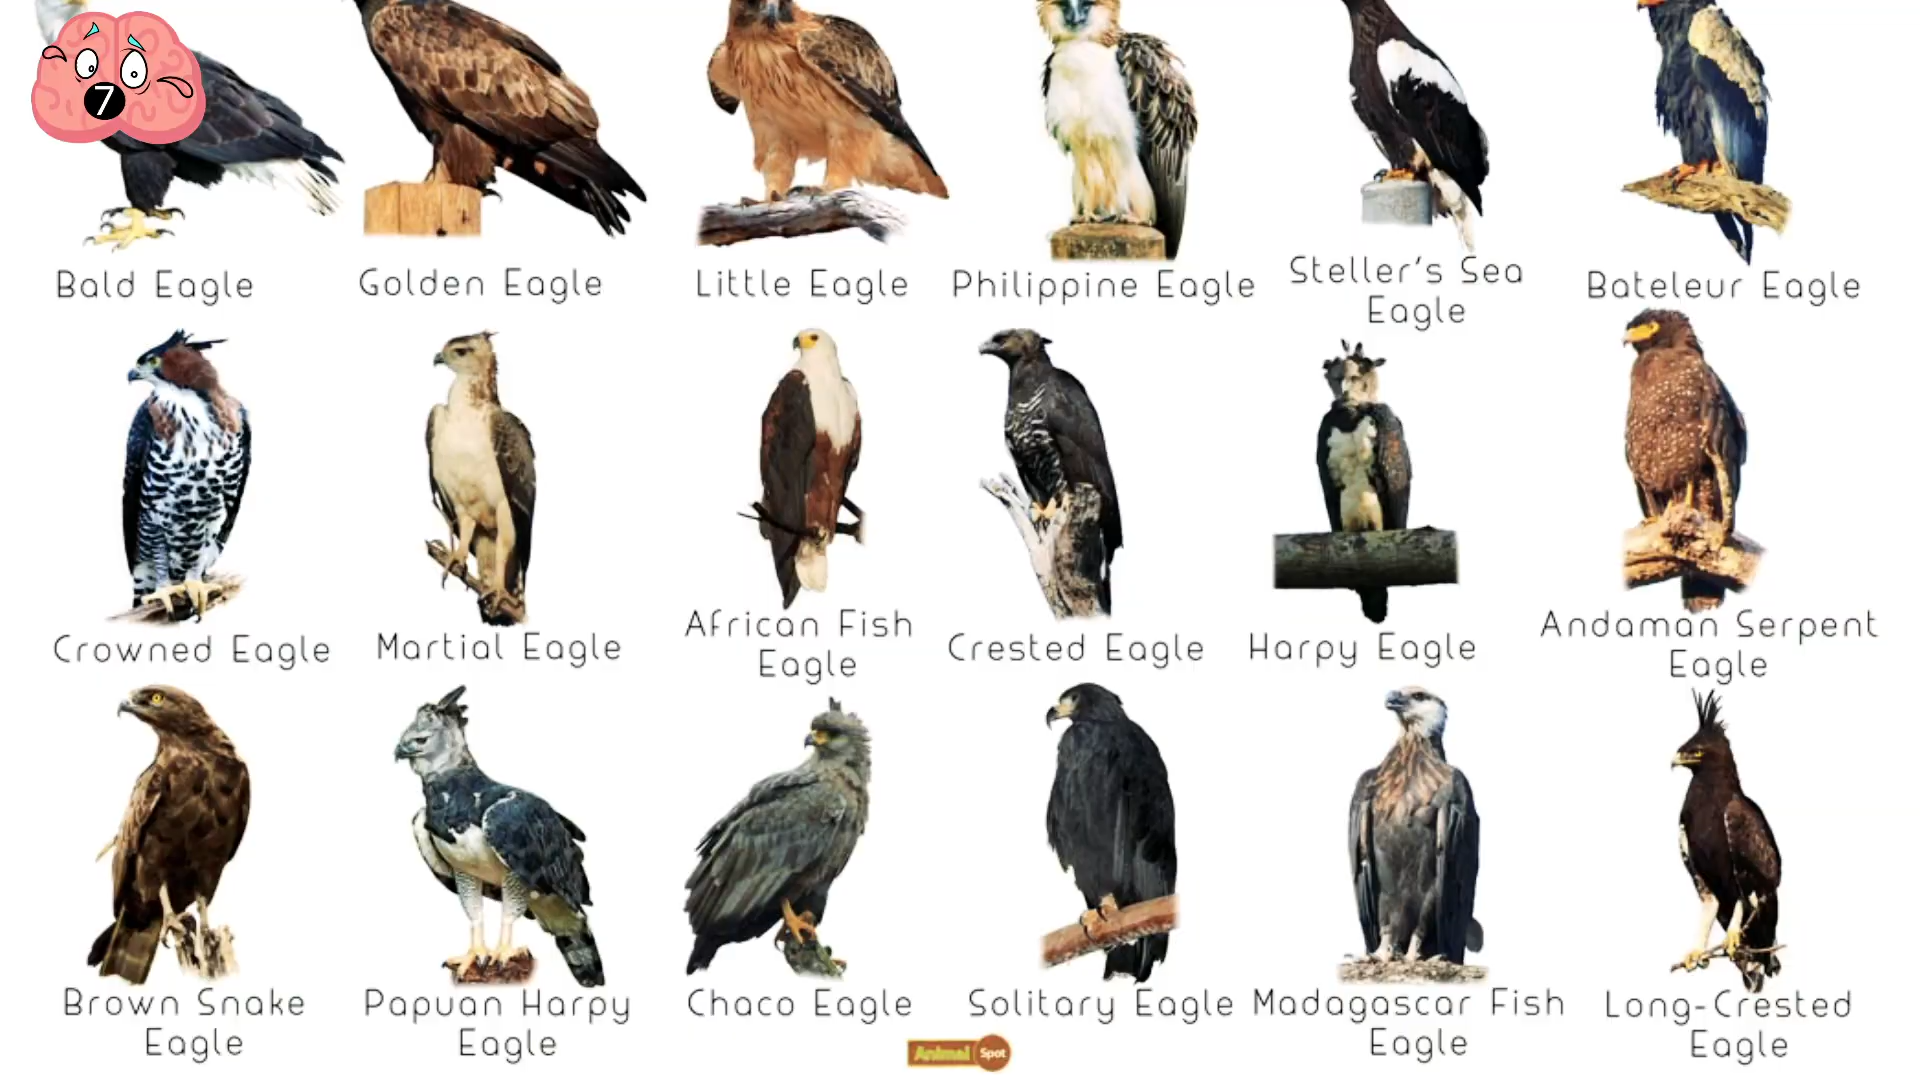 7
Bald Eagle
Golden Eagle
Little Eagle
Philippine Eagle
Steller's Sea
Eagle
Bateleur Eagle
Crowned Eagle
Martial Eagle
African Fish
Eagle
Crested Eagle
Harpy Eagle
Andaman Serpent
Eagle
Brown Snake
Eagle
Papuan Harpy
Eagle
Chaco Eagle
Solitary Eagle
Madagascar Fish
Eagle
Long-Crested
Eagle
Animal Spot